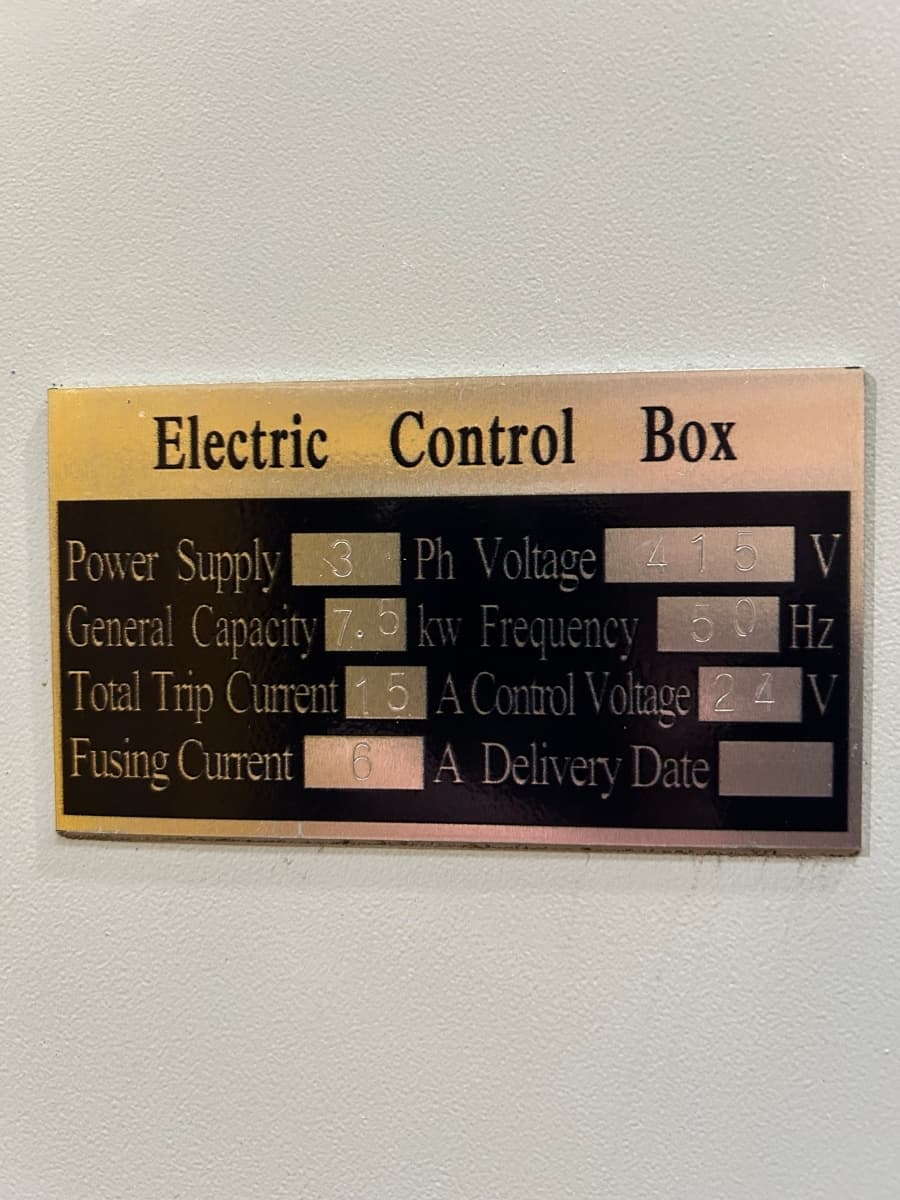 Electric Control Box
Power Supply 3 Ph Voltage 415 V
General Capacity 7.5 kw Frequency 50 Hz
Total Trip Current 15 A Control Voltage 24 V
Fusing Current 6 A Delivery Date